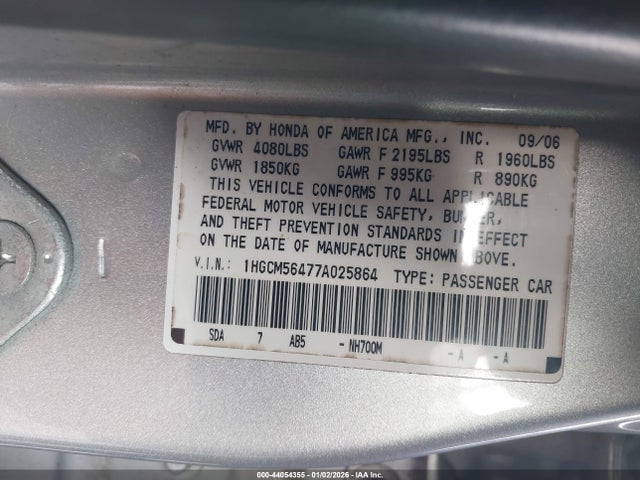 MFD. BY HONDA OF AMERICA MFG., INC. 09/06
GVWR 4080LBS GAWR F 2195LBS R 1960LBS
GVWR 1850KG GAWR F 995KG R 890KG
THIS VEHICLE CONFORMS TO ALL APPLICABLE
FEDERAL MOTOR VEHICLE SAFETY, BUMPER,
AND THEFT PREVENTION STANDARDS IN EFFECT
ON THE DATE OF MANUFACTURE SHOWN ABOVE.
V.I.N.: 1HGCM56477A025864 TYPE: PASSENGER CAR
SDA 7 AB5 -NH700M -A -A
000-44054355 - 01/02/2026 - IAA Inc.